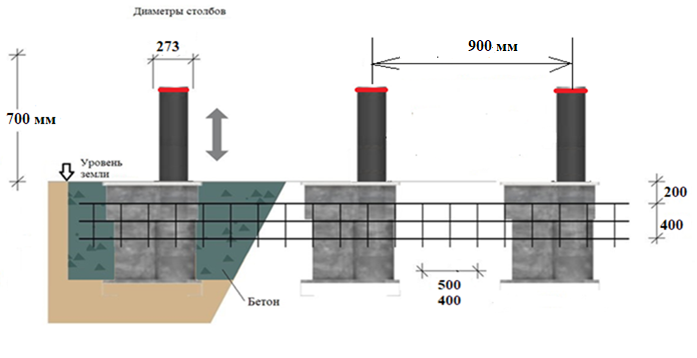 Диаметры столбов
273
900 мм
700 мм
Уровень
земли
200
400
500
400
Бетон